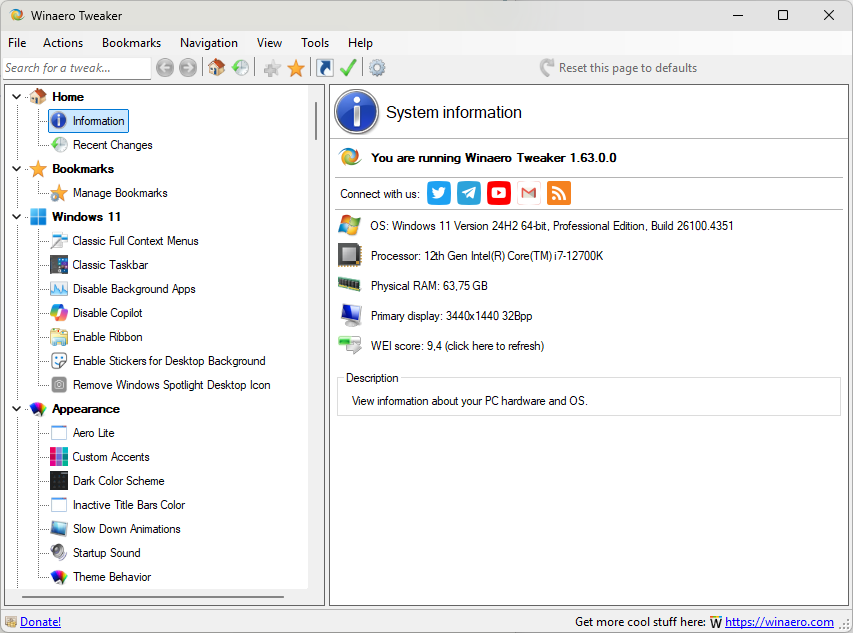 Winaero Tweaker
File Actions Bookmarks Navigation View Tools Help
Search for a tweak...
Reset this page to defaults
Home
Information
Recent Changes
Bookmarks
Manage Bookmarks
Windows 11
Classic Full Context Menus
Classic Taskbar
Disable Background Apps
Disable Copilot
Enable Ribbon
Enable Stickers for Desktop Background
Remove Windows Spotlight Desktop Icon
Appearance
Aero Lite
Custom Accents
Dark Color Scheme
Inactive Title Bars Color
Slow Down Animations
Startup Sound
Theme Behavior
System information
You are running Winaero Tweaker 1.63.0.0
Connect with us:
OS: Windows 11 Version 24H2 64-bit, Professional Edition, Build 26100.4351
Processor: 12th Gen Intel(R) Core(TM) i7-12700K
Physical RAM: 63,75 GB
Primary display: 3440x1440 32Bpp
WEI score: 9,4 (click here to refresh)
Description
View information about your PC hardware and OS.
Donate!
Get more cool stuff here: W https://winaero.com